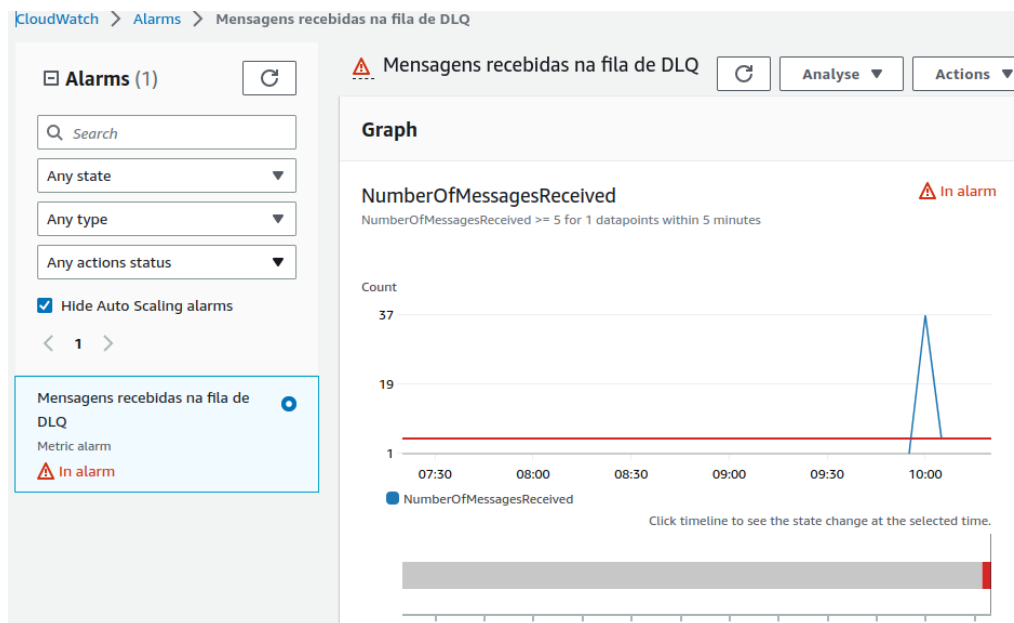 CloudWatch > Alarms > Mensagens recebidas na fila de DLQ
Alarms (1)
Search
Any state
Any type
Any actions status
Hide Auto Scaling alarms
1
Mensagens recebidas na fila de
DLQ
Metric alarm
In alarm
Mensagens recebidas na fila de DLQ
Analyse
Actions
Graph
NumberOfMessagesReceived
In alarm
NumberOfMessagesReceived >= 5 for 1 datapoints within 5 minutes
Count
37
19
1
07:30 08:00 08:30 09:00 09:30 10:00
NumberOfMessagesReceived
Click timeline to see the state change at the selected time.